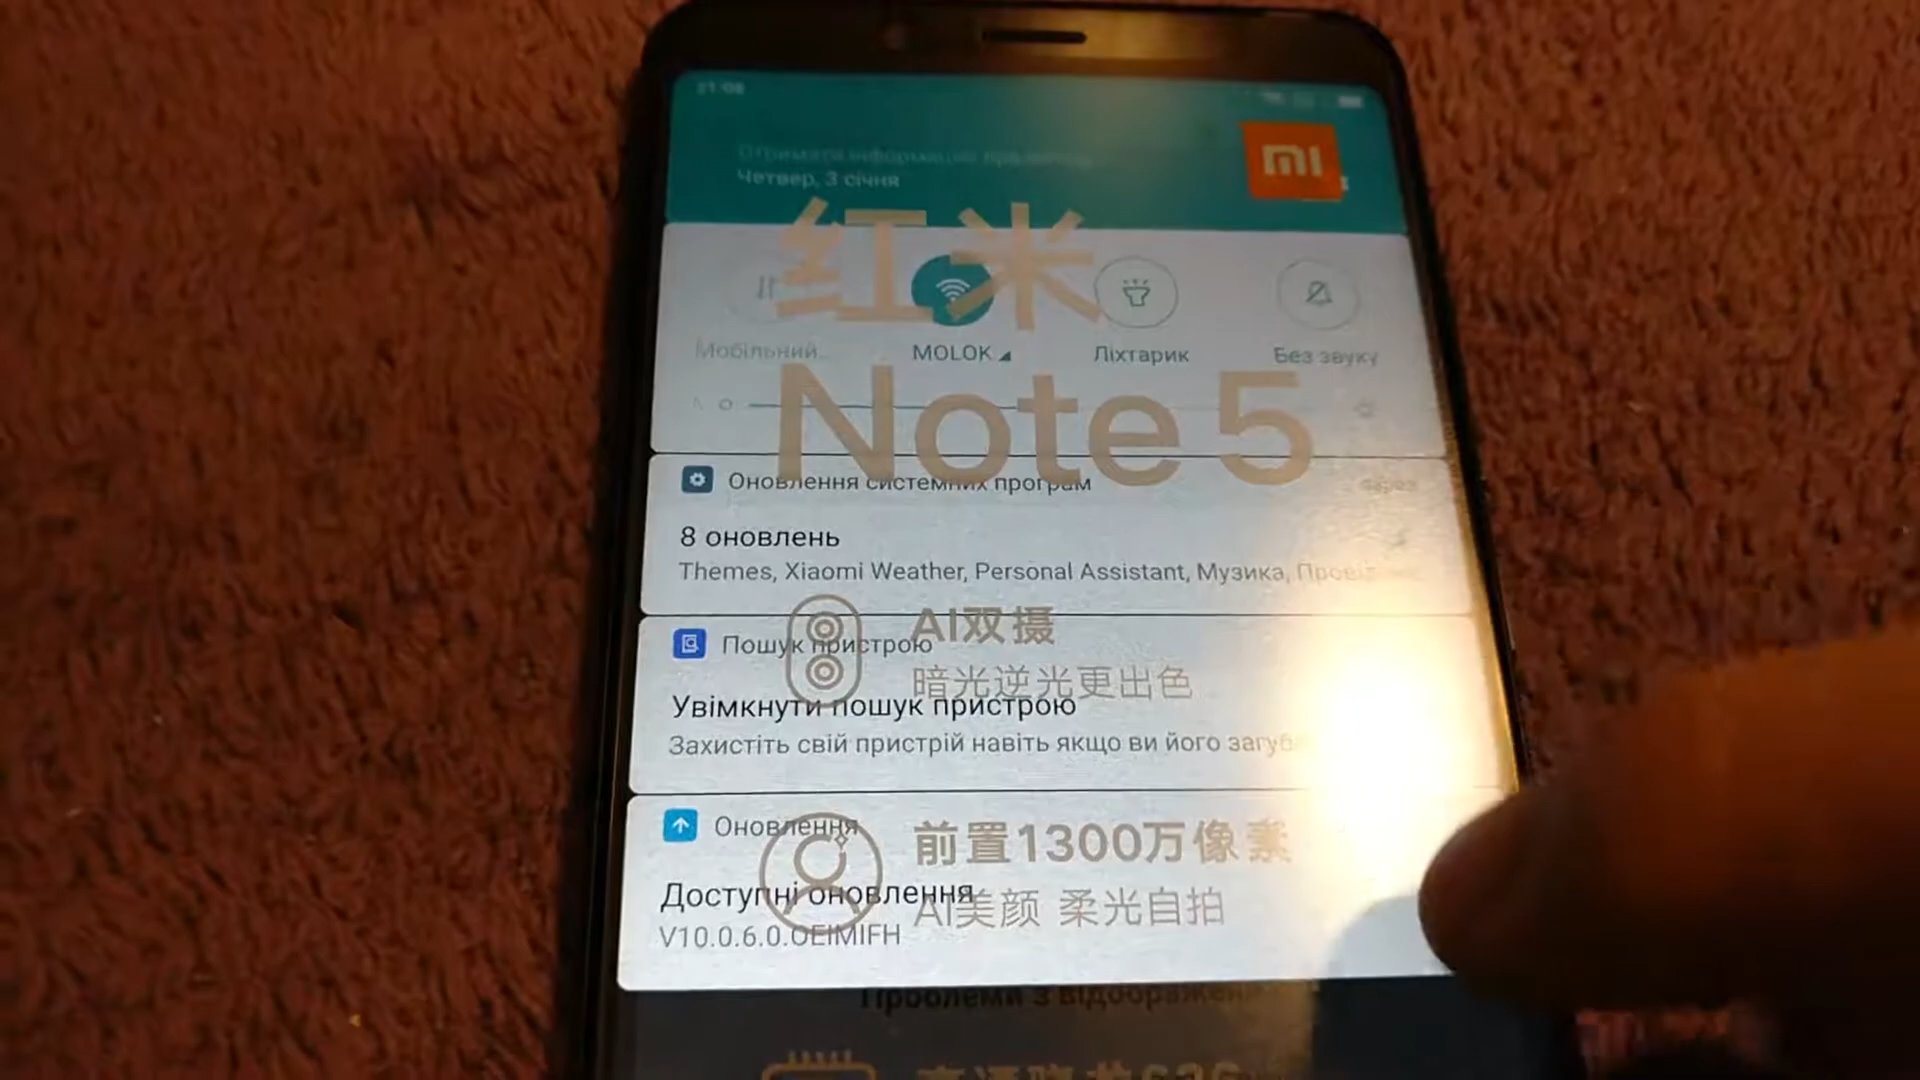 21:08
Четвер, 3 січня
mi
红米
Мобільний...
MOLOK
Ліхтарик
Без звуку
Note 5
Оновлення системних програм
8 оновлень
Themes, Xiaomi Weather, Personal Assistant, Музика,
AI双摄
Пошук пристрою
暗光逆光更出色
Увімкнути пошук пристрою
Захистіть свій пристрій навіть якщо ви його
Оновлення
前置1300万像素
Доступні оновлення
AI美颜 柔光自拍
V10.0.6.0.OEIMIFH
Проблеми з